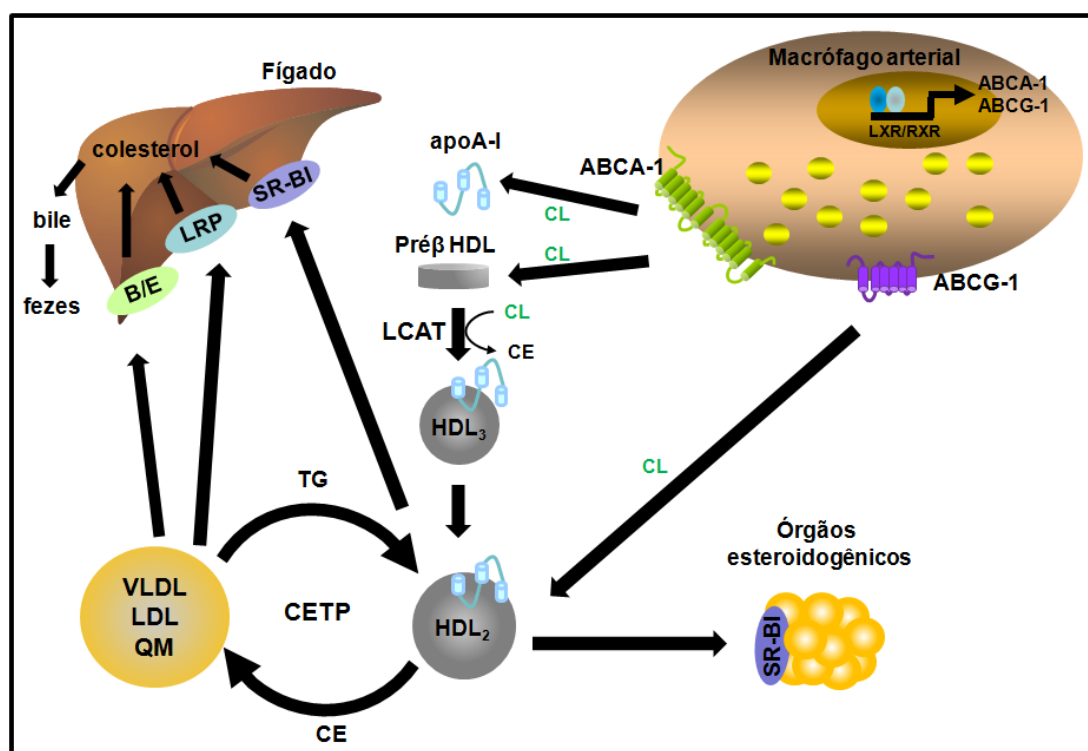 Fígado
colesterol
bile
fezes
B/E
LRP
SR-BI
apoA-I
CL
Préβ HDL
CL
LCAT
CL
CE
HDL₃
Macrófago arterial
ABCA-1
ABCG-1
LXR/RXR
ABCA-1
ABCG-1
CL
TG
VLDL
LDL
QM
CETP
HDL₂
CE
Órgãos
esteroidogênicos
SR-BI